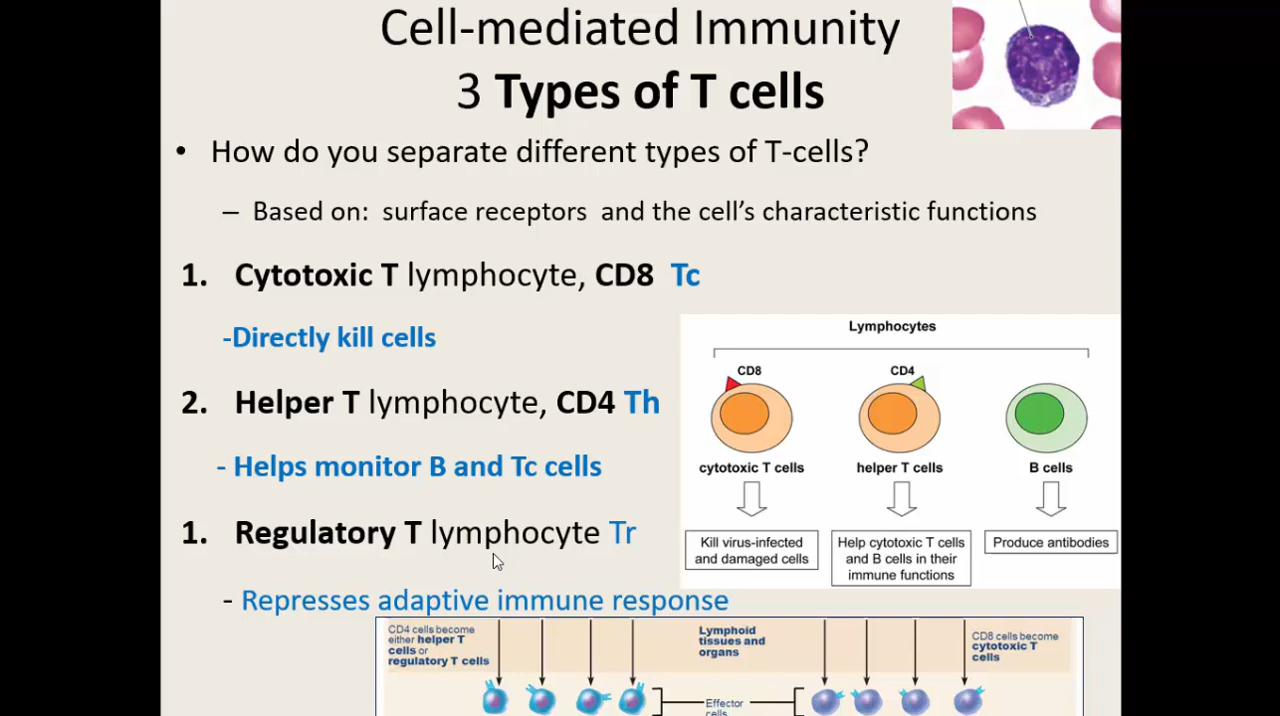 Cell-mediated Immunity
3 Types of T cells
• How do you separate different types of T-cells?
– Based on: surface receptors and the cell's characteristic functions
1. Cytotoxic T lymphocyte, CD8 Tc
-Directly kill cells
2. Helper T lymphocyte, CD4 Th
- Helps monitor B and Tc cells
1. Regulatory T lymphocyte Tr
- Represses adaptive immune response
Lymphocytes
CD8
CD4
cytotoxic T cells
helper T cells
B cells
Kill virus-infected
and damaged cells
Help cytotoxic T cells
and B cells in their
immune functions
Produce antibodies
CD4 cells become
either helper T
cells or
regulatory T cells
Lymphoid
tissues and
organs
CD8 cells become
cytotoxic T
cells
Effector
cells